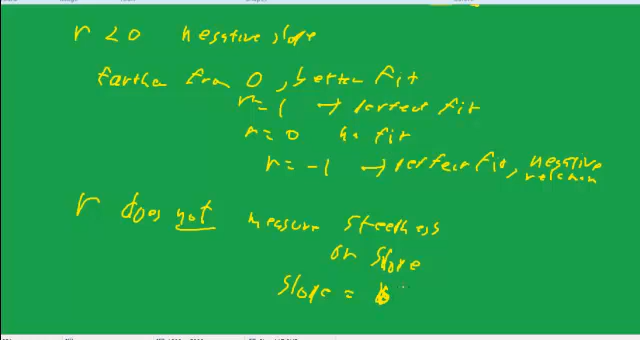 r < 0 negative slope
farther from 0, better fit
r = 1 → perfect fit
r = 0 no fit
r = -1 → perfect fit, negative relation
r does not measure steepness
or slope
slope = b